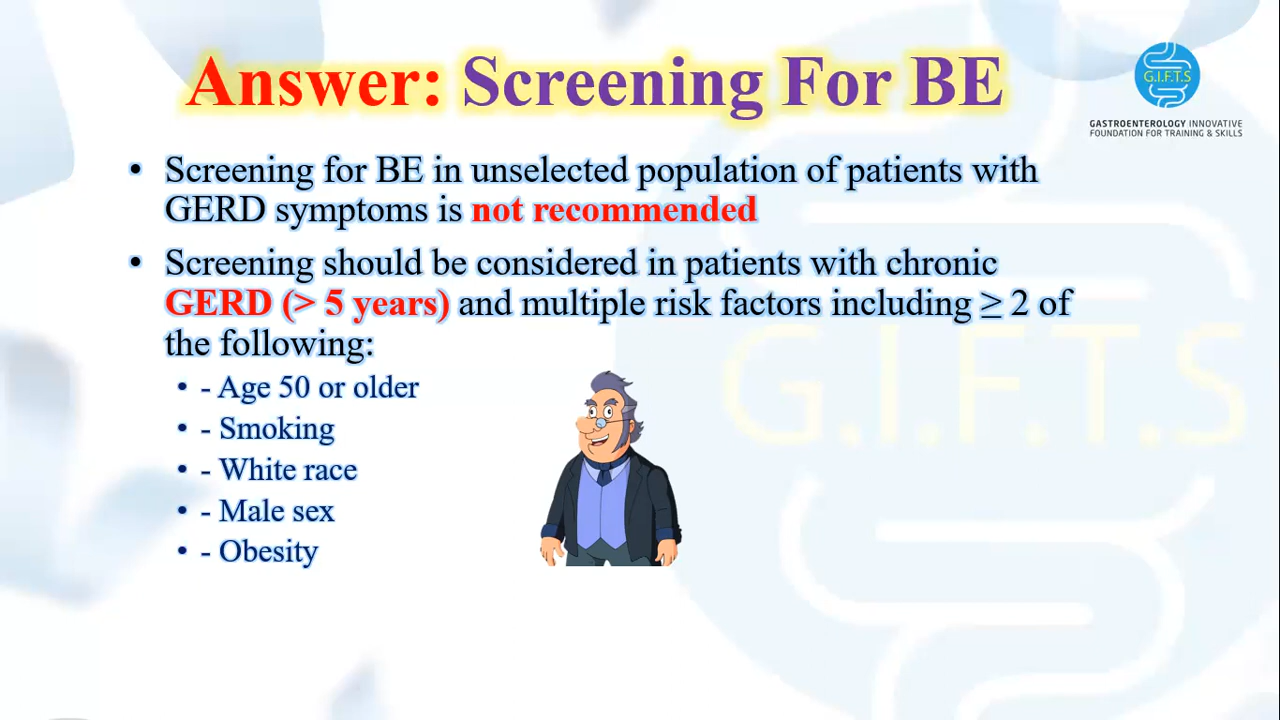 Answer: Screening For BE
G.I.F.T.S
GASTROENTEROLOGY INNOVATIVE
FOUNDATION FOR TRAINING & SKILLS
• Screening for BE in unselected population of patients with
GERD symptoms is not recommended
• Screening should be considered in patients with chronic
GERD (> 5 years) and multiple risk factors including ≥ 2 of
the following:
• - Age 50 or older
• - Smoking
• - White race
• - Male sex
• - Obesity
G.I.F.T.S